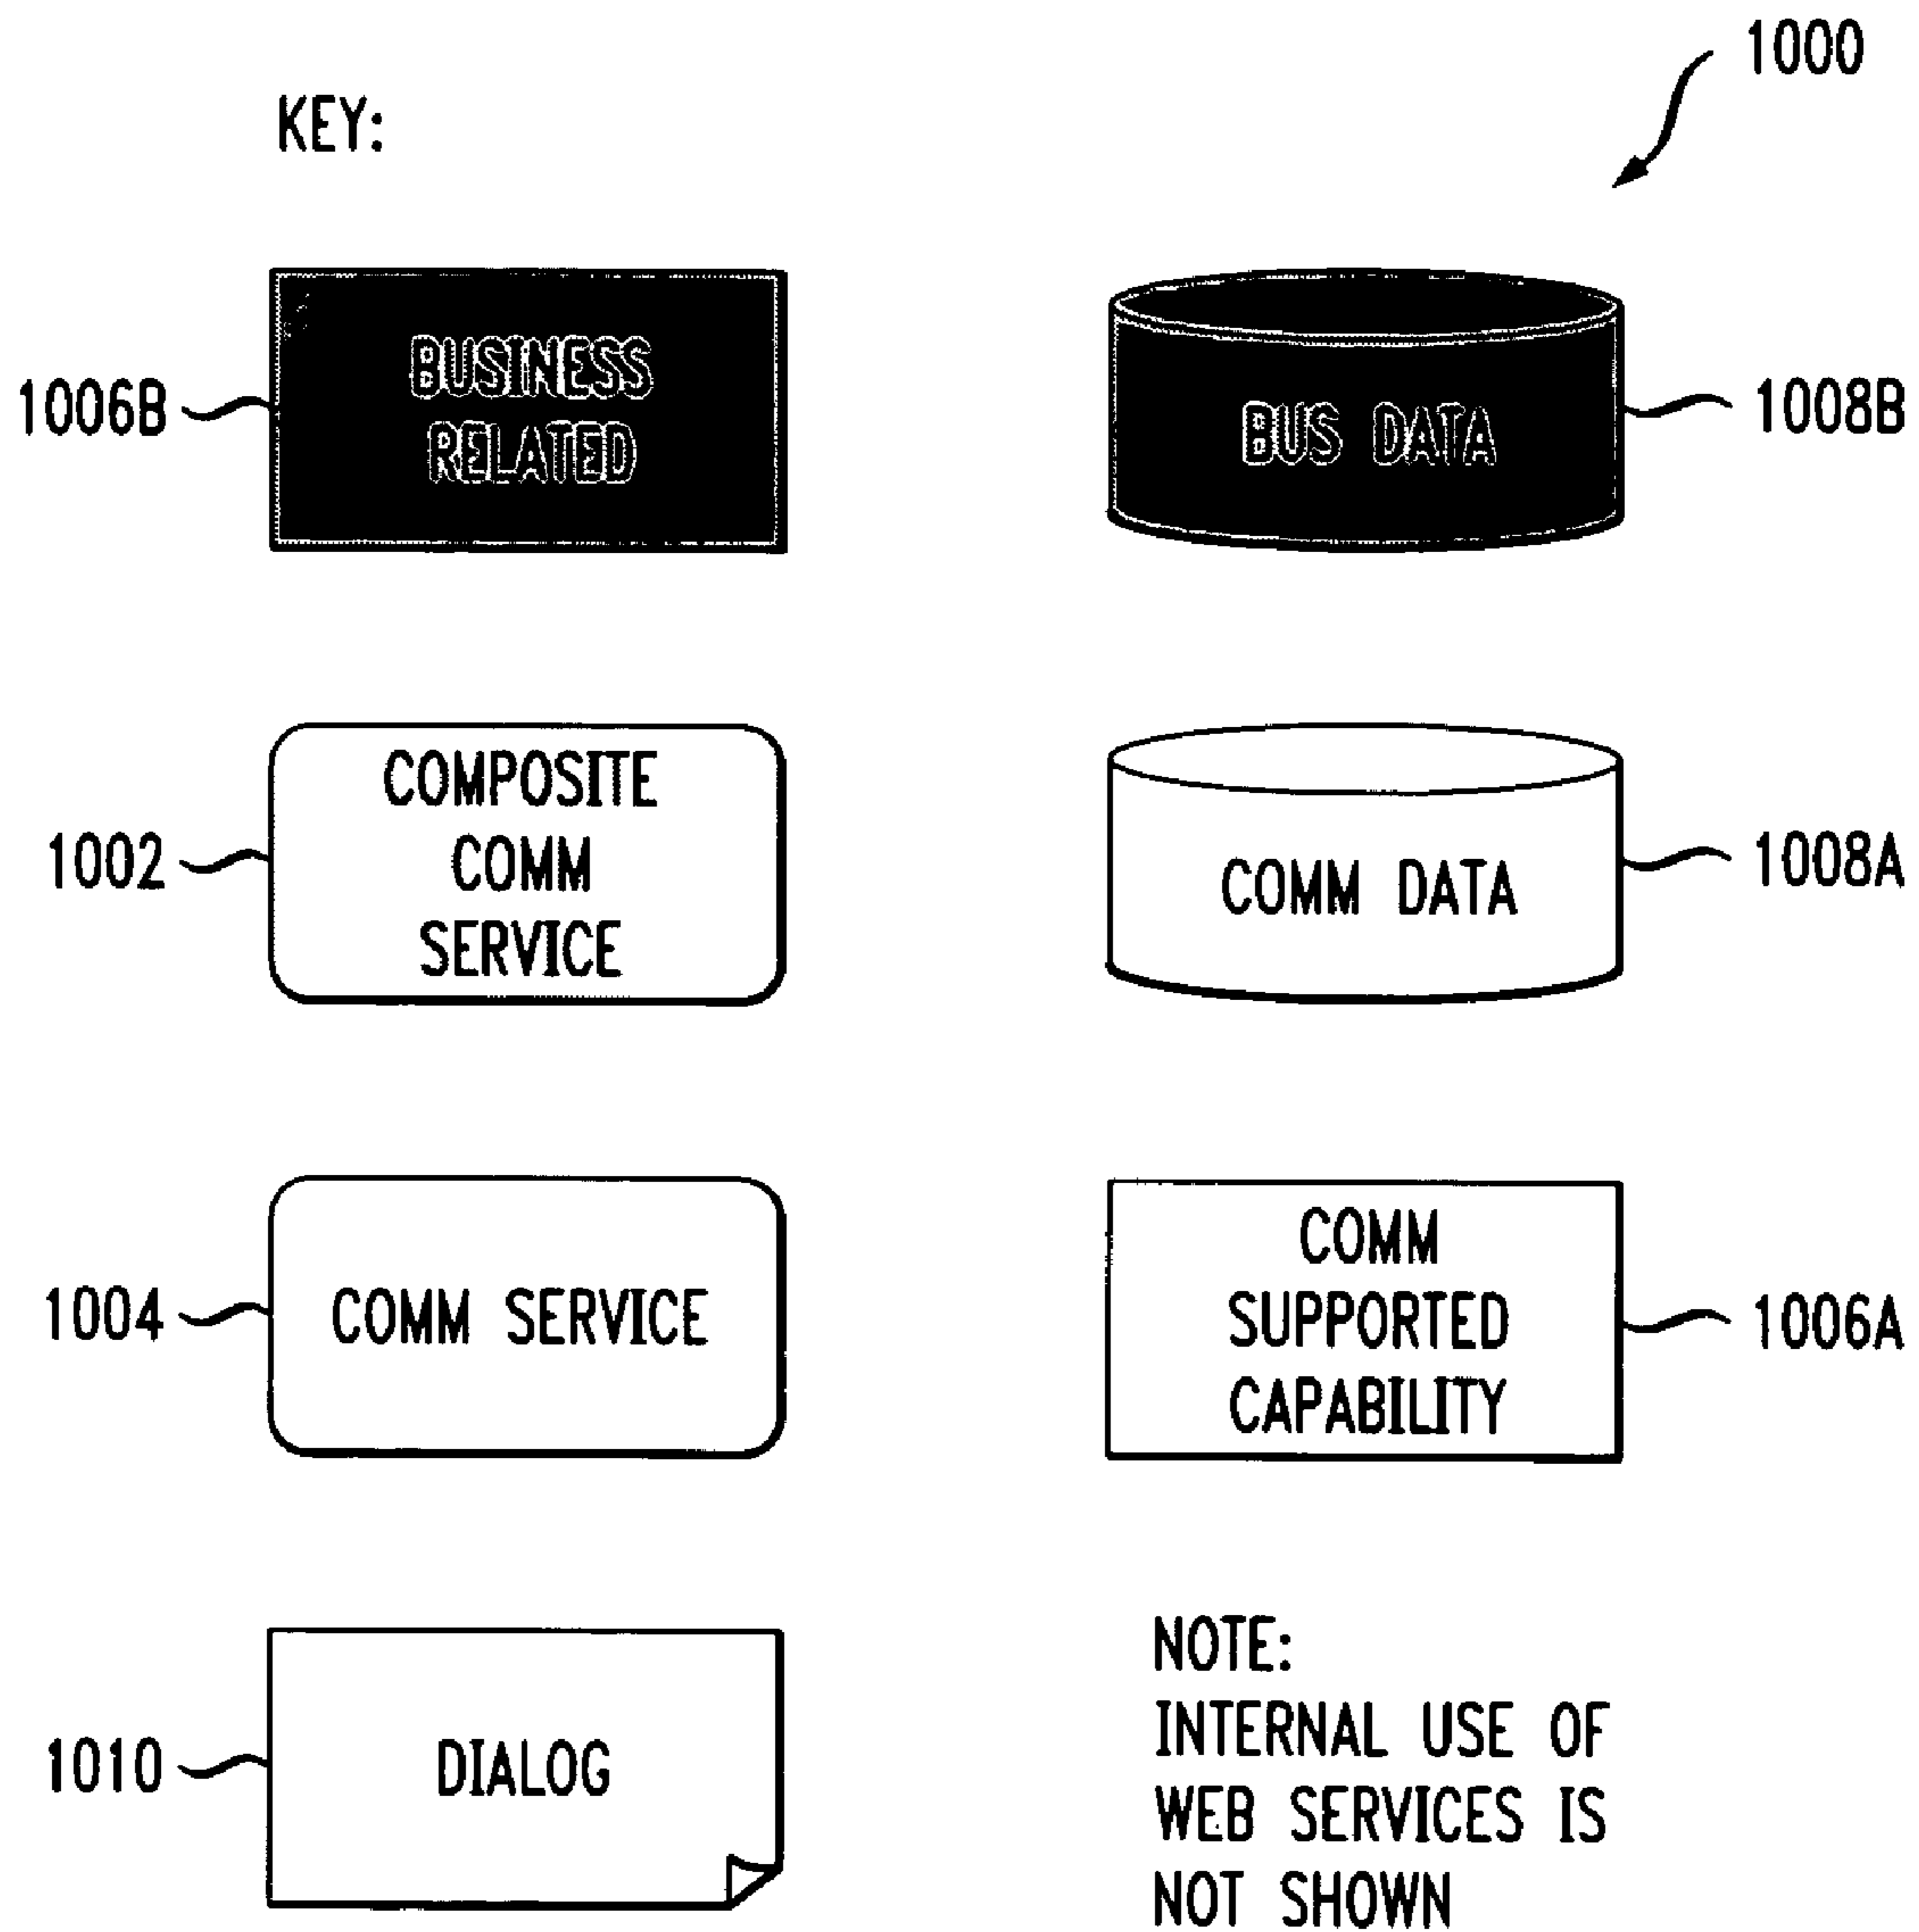 1000
KEY:
1006B
BUSINESS
RELATED
BUS DATA
1008B
1002
COMPOSITE
COMM
SERVICE
COMM DATA
1008A
1004
COMM SERVICE
COMM
SUPPORTED
CAPABILITY
1006A
1010
DIALOG
NOTE:
INTERNAL USE OF
WEB SERVICES IS
NOT SHOWN